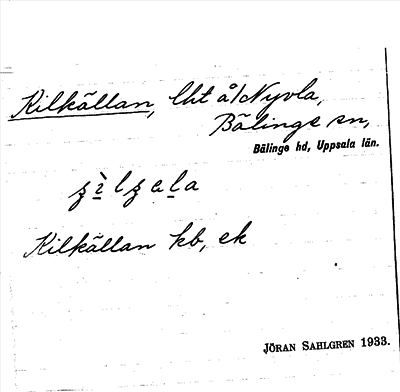 Kilkällan, lht å/Nyvla,
Bälinge sn,
Bälinge hd, Uppsala län.
Kilkällan kb, ek
JÖRAN SAHLGREN 1933.